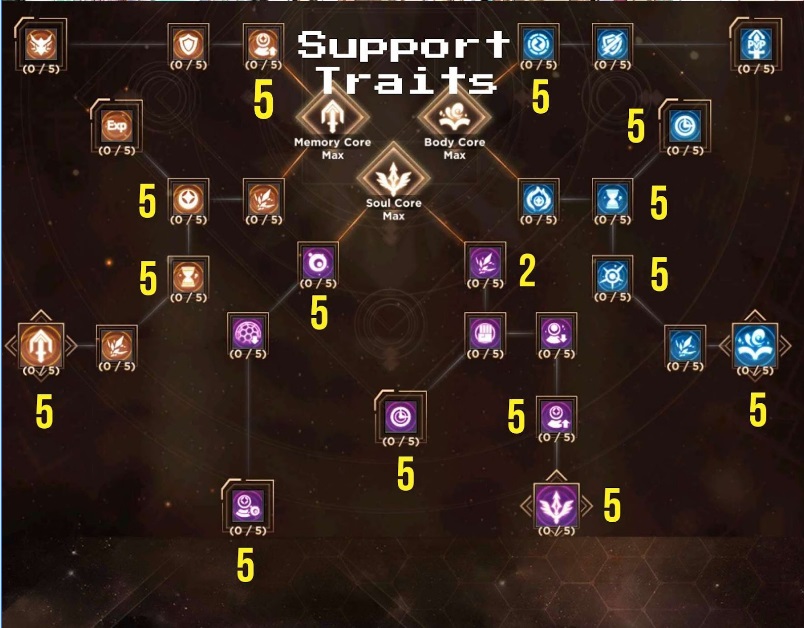 Support
Traits
(0 / 5) (0 / 5) (0 / 5) (0 / 5) (0 / 5) (0 / 5)
PVP
5 5
Exp
(0 / 5) 5 (0 / 5)
Memory Core
Max
Body Core
Max
Soul Core
Max
5 (0 / 5) (0 / 5) (0 / 5) (0 / 5) 5
5 (0 / 5) (0 / 5) (0 / 5) 2 (0 / 5) 5
5
(0 / 5) (0 / 5) (0 / 5) (0 / 5) (0 / 5) (0 / 5) (0 / 5)
5 5
(0 / 5) 5 (0 / 5)
5
(0 / 5) (0 / 5) 5
5